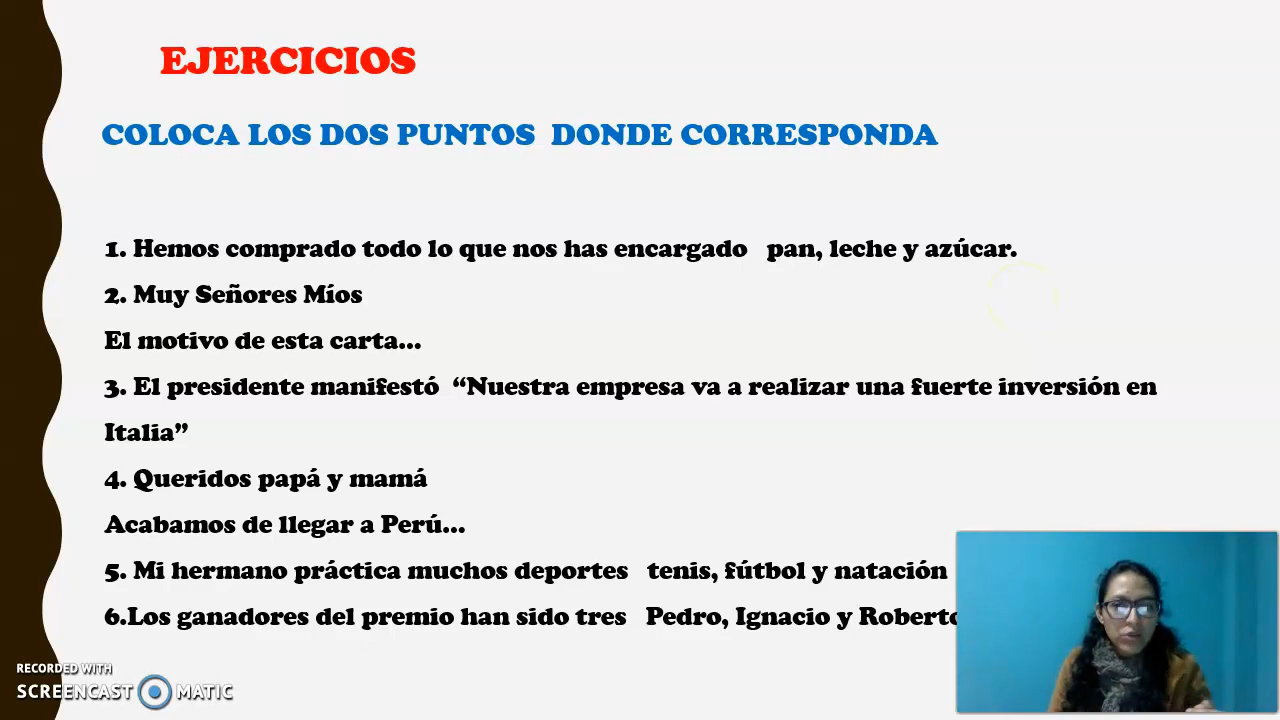 EJERCICIOS
COLOCA LOS DOS PUNTOS DONDE CORRESPONDA
1. Hemos comprado todo lo que nos has encargado pan, leche y azúcar.
2. Muy Señores Míos
El motivo de esta carta...
3. El presidente manifestó “Nuestra empresa va a realizar una fuerte inversión en
Italia”
4. Queridos papá y mamá
Acabamos de llegar a Perú...
5. Mi hermano práctica muchos deportes tenis, fútbol y natación
6.Los ganadores del premio han sido tres Pedro, Ignacio y Roberto
RECORDED WITH
SCREENCAST MATIC